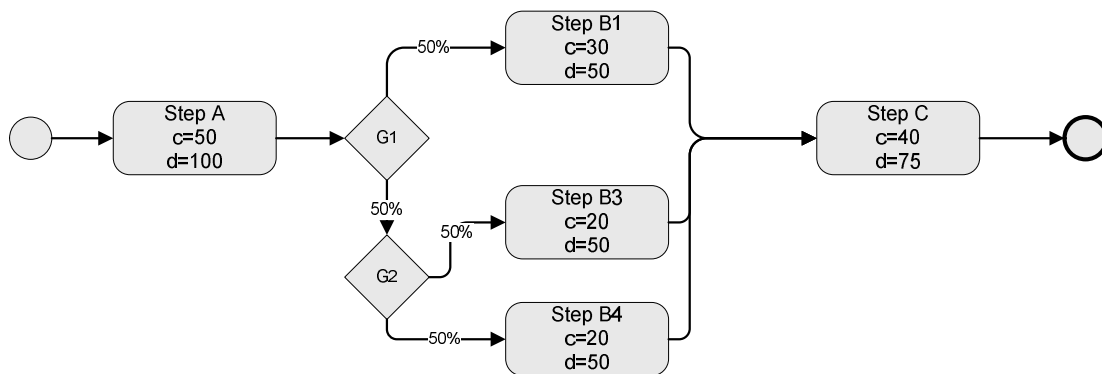 Step A
c=50
d=100
G1
50%
Step B1
c=30
d=50
50%
G2
50%
Step B3
c=20
d=50
50%
Step B4
c=20
d=50
Step C
c=40
d=75